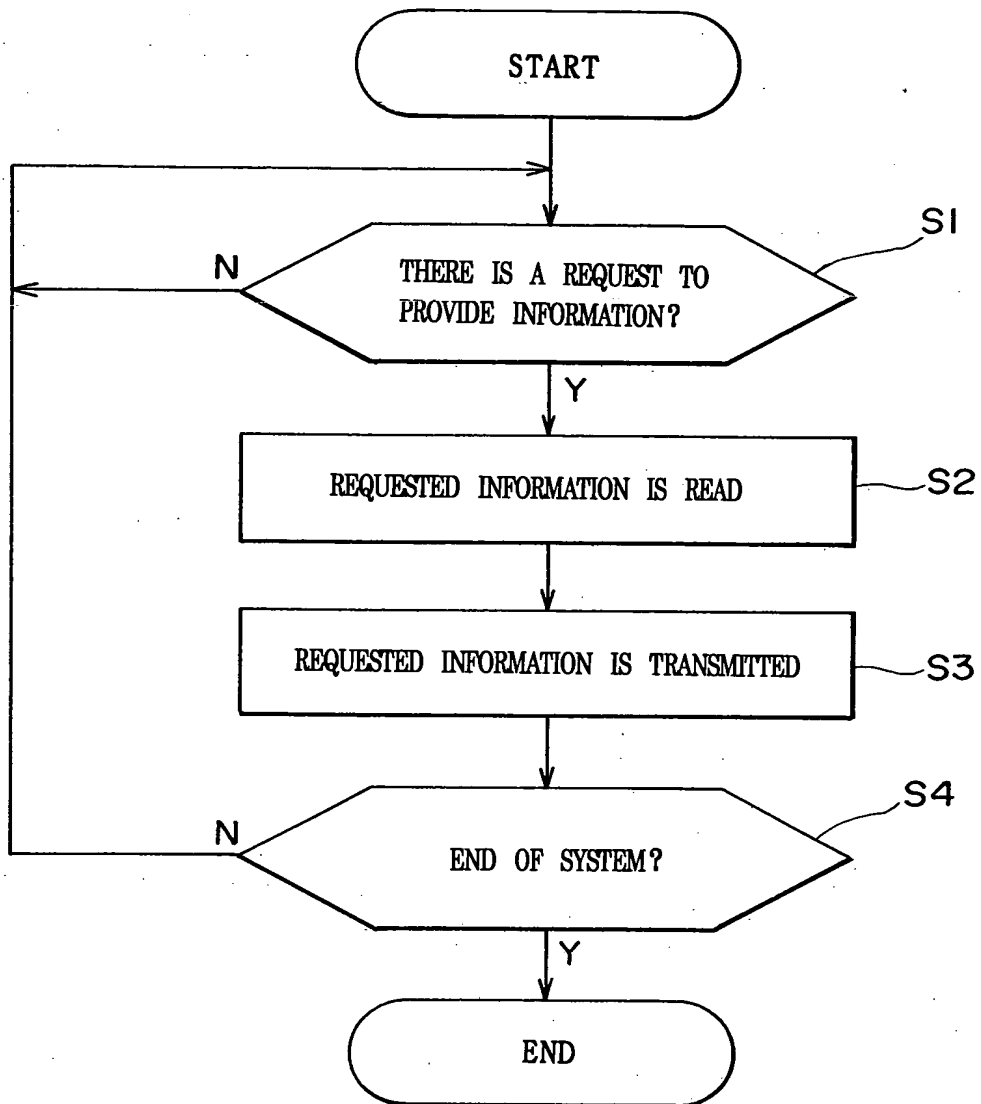 START
S1
N
THERE IS A REQUEST TO
PROVIDE INFORMATION?
Y
REQUESTED INFORMATION IS READ
S2
REQUESTED INFORMATION IS TRANSMITTED
S3
S4
N
END OF SYSTEM?
Y
END